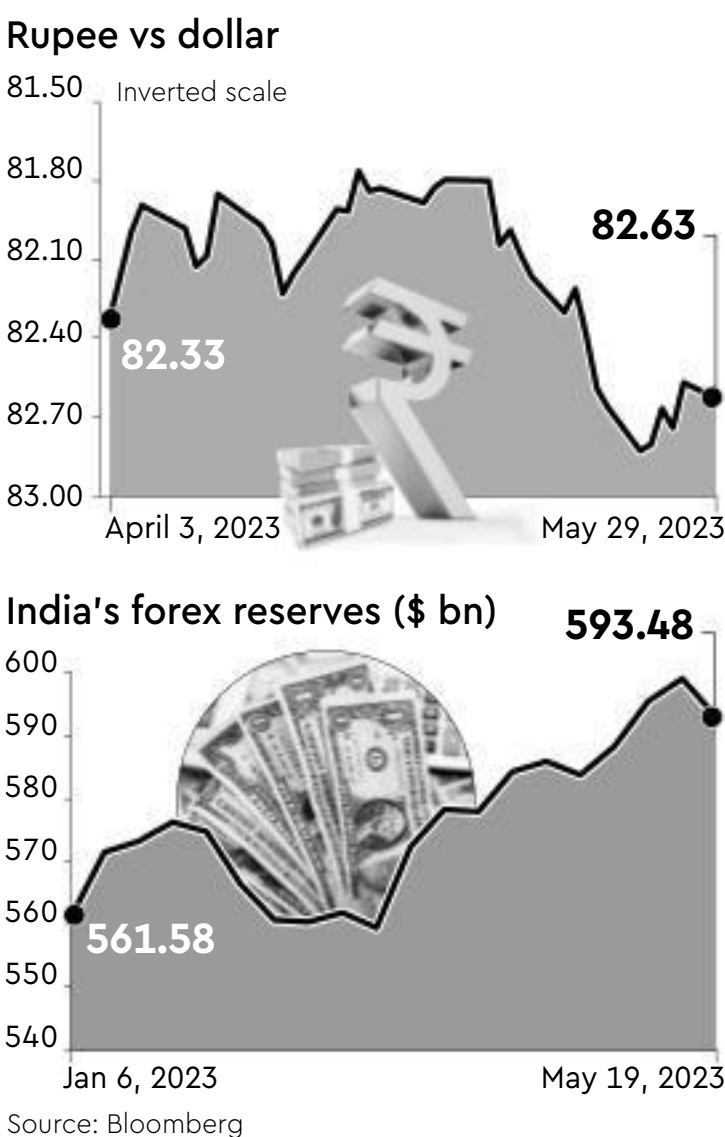 Rupee vs dollar
81.50
Inverted scale
81.80
82.63
82.10
82.40
82.33
82.70
83.00
April 3, 2023
May 29, 2023
India's forex reserves ($ bn)
593.48
600
590
580
570
560
561.58
550
540
Jan 6, 2023
May 19, 2023
Source: Bloomberg